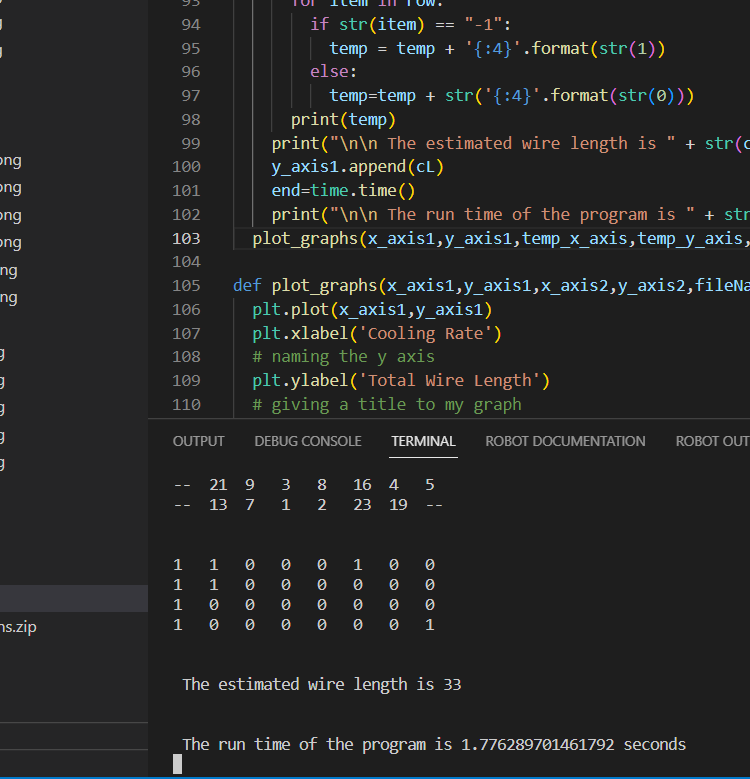 93 for item in row:
94 if str(item) == "-1":
95 temp = temp + '{:4}'.format(str(1))
96 else:
97 temp=temp + str('{:4}'.format(str(0)))
98 print(temp)
99 print("\n\n The estimated wire length is " + str(c
100 y_axis1.append(cL)
101 end=time.time()
102 print("\n\n The run time of the program is " + str
103 plot_graphs(x_axis1,y_axis1,temp_x_axis,temp_y_axis,
104
105 def plot_graphs(x_axis1,y_axis1,x_axis2,y_axis2,fileNa
106 plt.plot(x_axis1,y_axis1)
107 plt.xlabel('Cooling Rate')
108 # naming the y axis
109 plt.ylabel('Total Wire Length')
110 # giving a title to my graph
ong
ong
ong
ong
ng
ng
g
g
g
g
g
ns.zip
OUTPUT DEBUG CONSOLE TERMINAL ROBOT DOCUMENTATION ROBOT OUT
-- 21 9 3 8 16 4 5
-- 13 7 1 2 23 19 --
1 1 0 0 0 1 0 0
1 1 0 0 0 0 0 0
1 0 0 0 0 0 0 0
1 0 0 0 0 0 0 1
The estimated wire length is 33
The run time of the program is 1.776289701461792 seconds